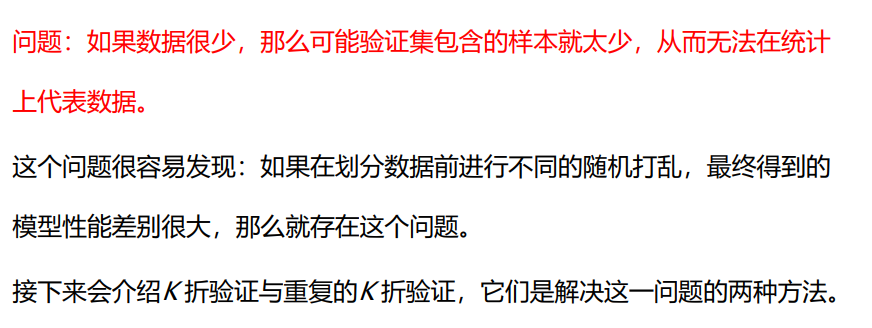 问题：如果数据很少，那么可能验证集包含的样本就太少，从而无法在统计
上代表数据。
这个问题很容易发现：如果在划分数据前进行不同的随机打乱，最终得到的
模型性能差别很大，那么就存在这个问题。
接下来会介绍K 折验证与重复的K 折验证，它们是解决这一问题的两种方法。